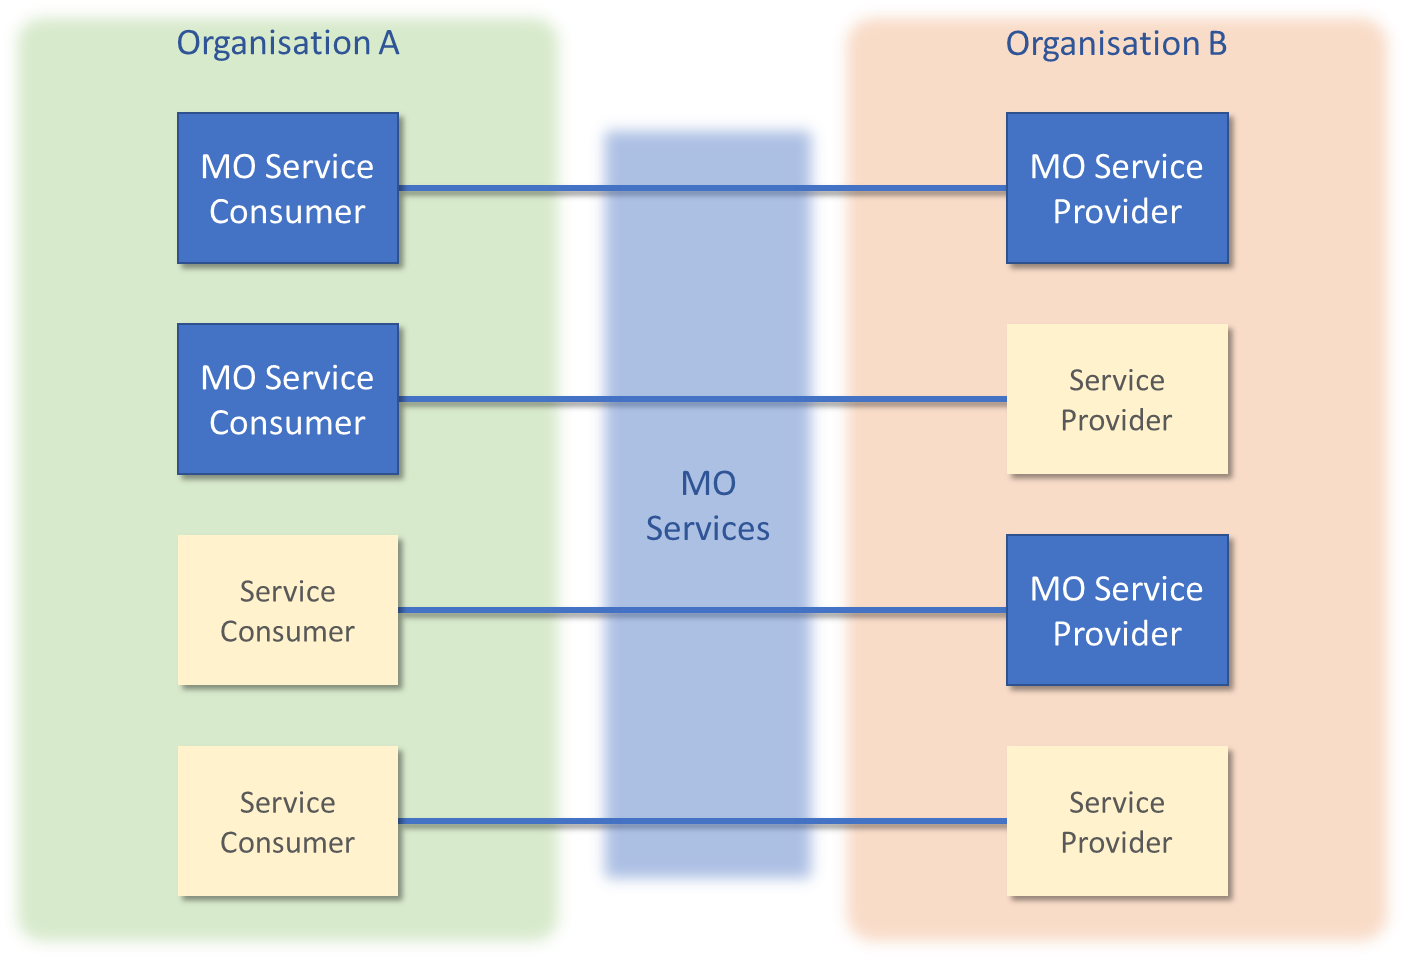 Organisation A
Organisation B
MO Service
Consumer
MO Service
Provider
MO Service
Consumer
Service
Provider
MO
Services
Service
Consumer
MO Service
Provider
Service
Consumer
Service
Provider